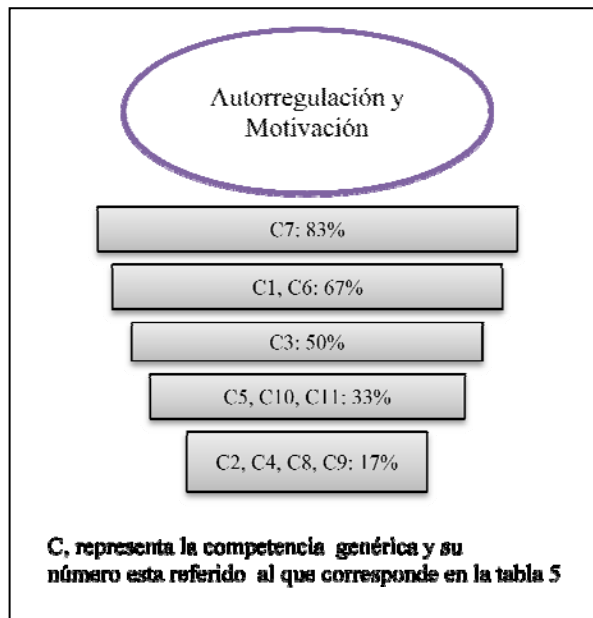 Autorregulación y
Motivación
C7: 83%
C1, C6: 67%
C3: 50%
C5, C10, C11: 33%
C2, C4, C8, C9: 17%
C, representa la competencia genérica y su
número esta referido al que corresponde en la tabla 5